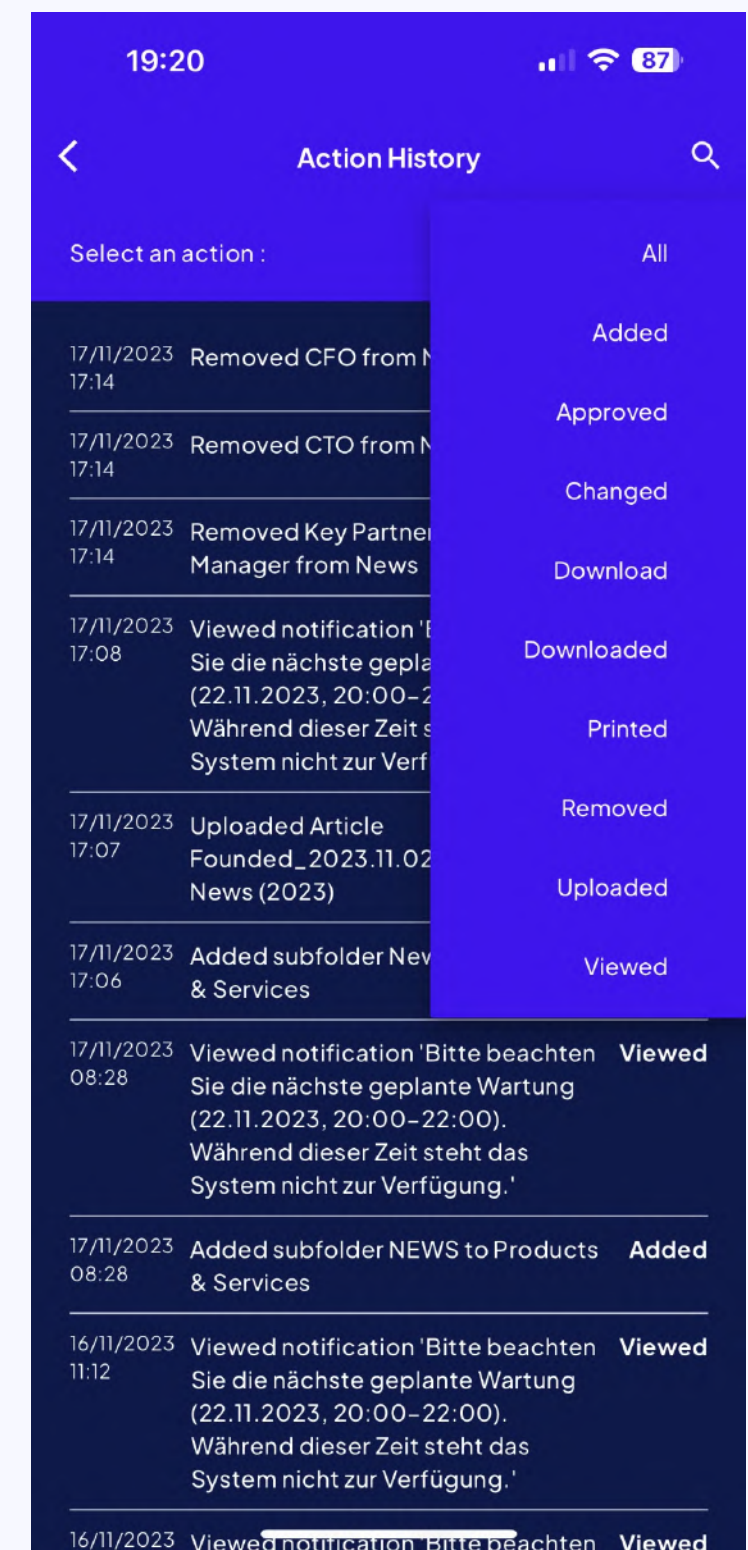 19:20
87
Action History
Select an action :
All
Added
Approved
Changed
Download
Downloaded
Printed
Removed
Uploaded
Viewed
17/11/2023 Removed CFO from
17:14
17/11/2023 Removed CTO from
17:14
17/11/2023 Removed Key
17:14 Manager from News
17/11/2023 Viewed notification
17:08 Sie die nächste
(22.11.2023, 20:00–
Während dieser Zeit
System nicht zur
17/11/2023 Uploaded Article
17:07 Founded_2023.11.02
News (2023)
17/11/2023 Added subfolder
17:06 & Services
17/11/2023 Viewed notification 'Bitte beachten Viewed
08:28 Sie die nächste geplante Wartung
(22.11.2023, 20:00–22:00).
Während dieser Zeit steht das
System nicht zur Verfügung.'
17/11/2023 Added subfolder NEWS to Products Added
08:28 & Services
16/11/2023 Viewed notification 'Bitte beachten Viewed
11:12 Sie die nächste geplante Wartung
(22.11.2023, 20:00–22:00).
Während dieser Zeit steht das
System nicht zur Verfügung.'
16/11/2023 Viewed notification 'Bitte beachten Viewed